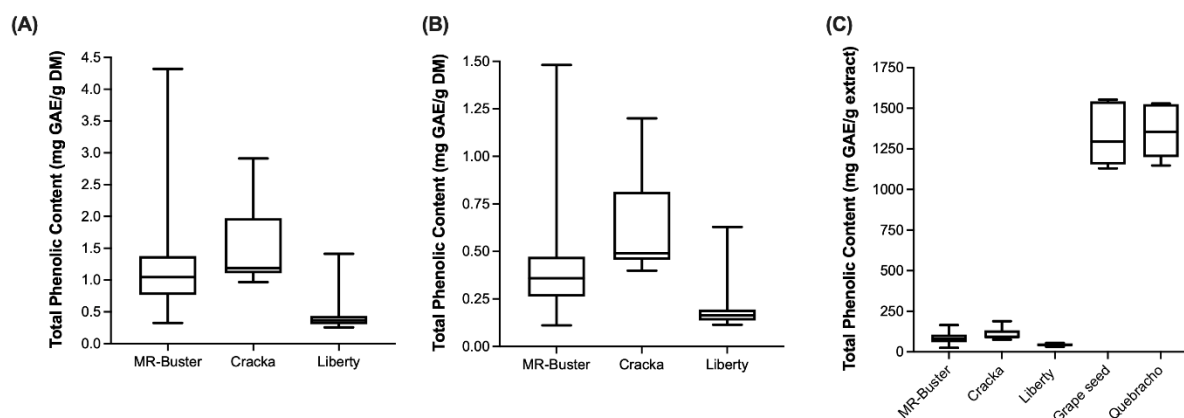 (A)
Total Phenolic Content (mg GAE/g DM)
4.5
4.0
3.5
3.0
2.5
2.0
1.5
1.0
0.5
0.0
MR-Buster Cracka Liberty
(B)
Total Phenolic Content (mg GAE/g DM)
1.50
1.25
1.00
0.75
0.50
0.25
0.00
MR-Buster Cracka Liberty
(C)
Total Phenolic Content (mg GAE/g extract)
1750
1500
1250
1000
750
500
250
0
MR-Buster
Cracka
Liberty
Grape seed
Quebracho